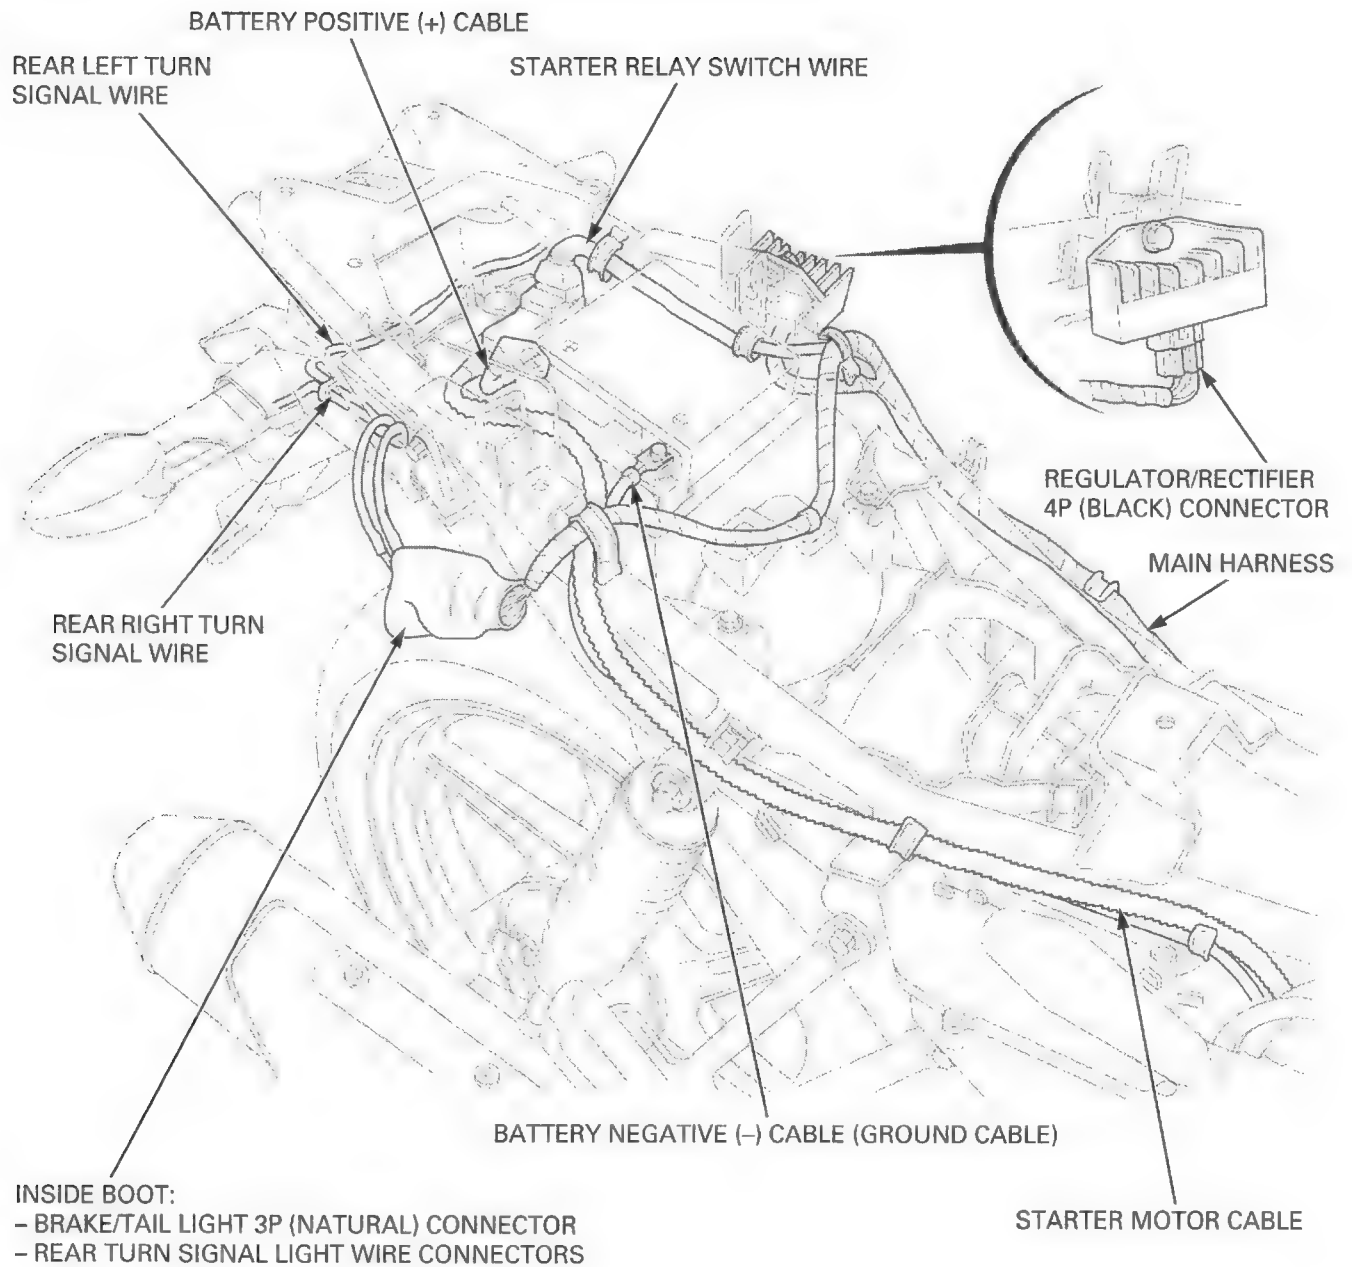 BATTERY POSITIVE (+) CABLE
REAR LEFT TURN
SIGNAL WIRE
STARTER RELAY SWITCH WIRE
REGULATOR/RECTIFIER
4P (BLACK) CONNECTOR
MAIN HARNESS
REAR RIGHT TURN
SIGNAL WIRE
BATTERY NEGATIVE (–) CABLE (GROUND CABLE)
INSIDE BOOT:
– BRAKE/TAIL LIGHT 3P (NATURAL) CONNECTOR
– REAR TURN SIGNAL LIGHT WIRE CONNECTORS
STARTER MOTOR CABLE